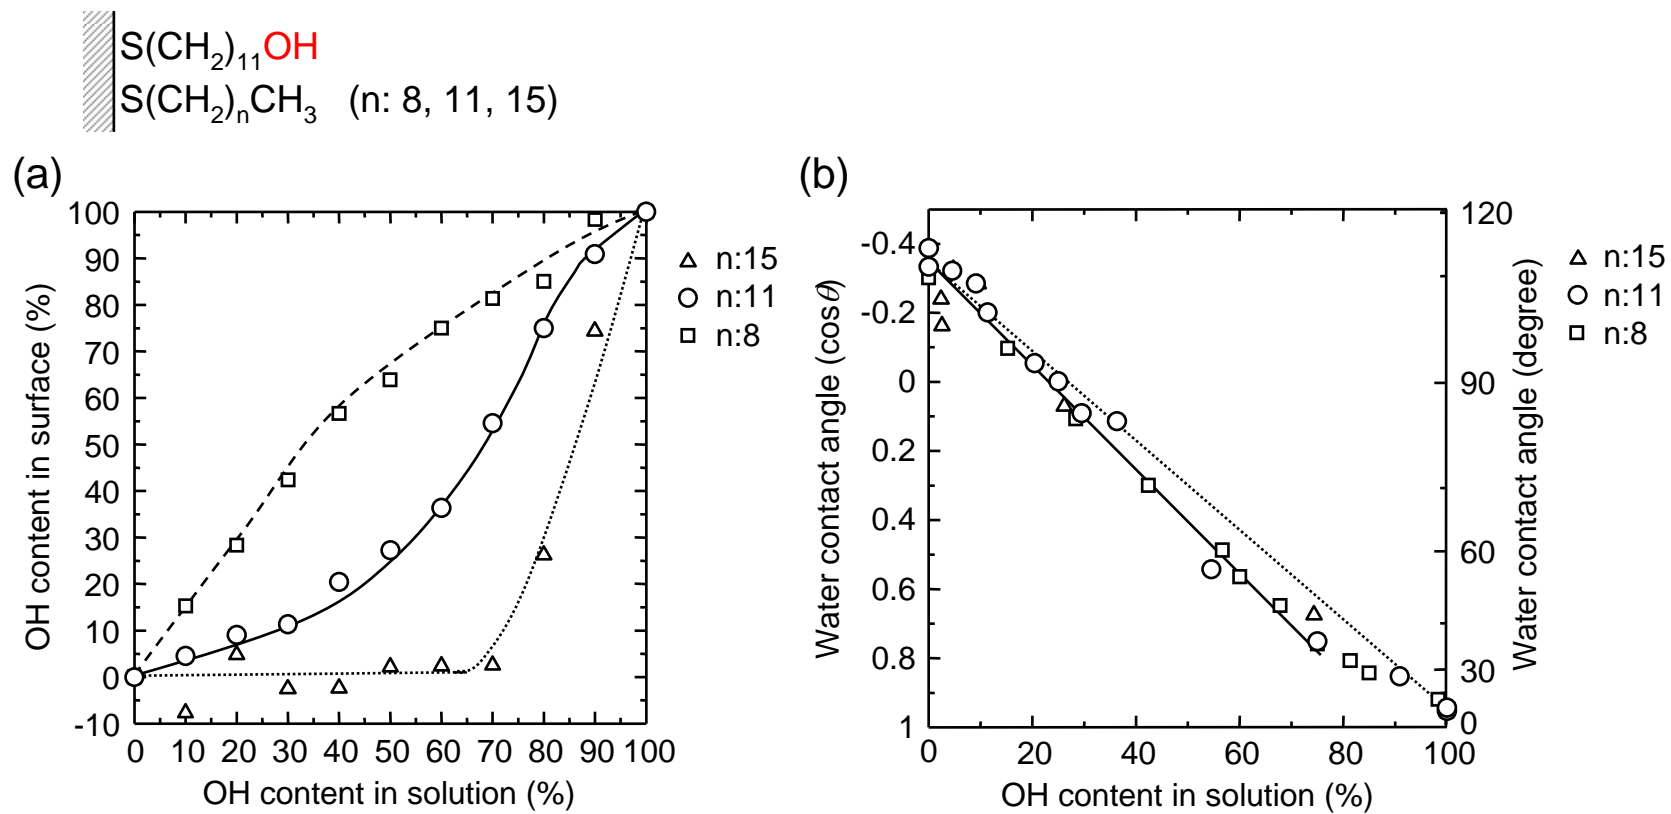 S(CH2)11OH
S(CH2)nCH3 (n: 8, 11, 15)
(a)
OH content in surface (%)
100
90
80
70
60
50
40
30
20
10
0
-10
0 10 20 30 40 50 60 70 80 90 100
OH content in solution (%)
n:15
n:11
n:8
(b)
Water contact angle (cosθ)
-0.4
-0.2
0
0.2
0.4
0.6
0.8
1
0 20 40 60 80 100
OH content in solution (%)
120
90
60
30
0
Water contact angle (degree)
n:15
n:11
n:8